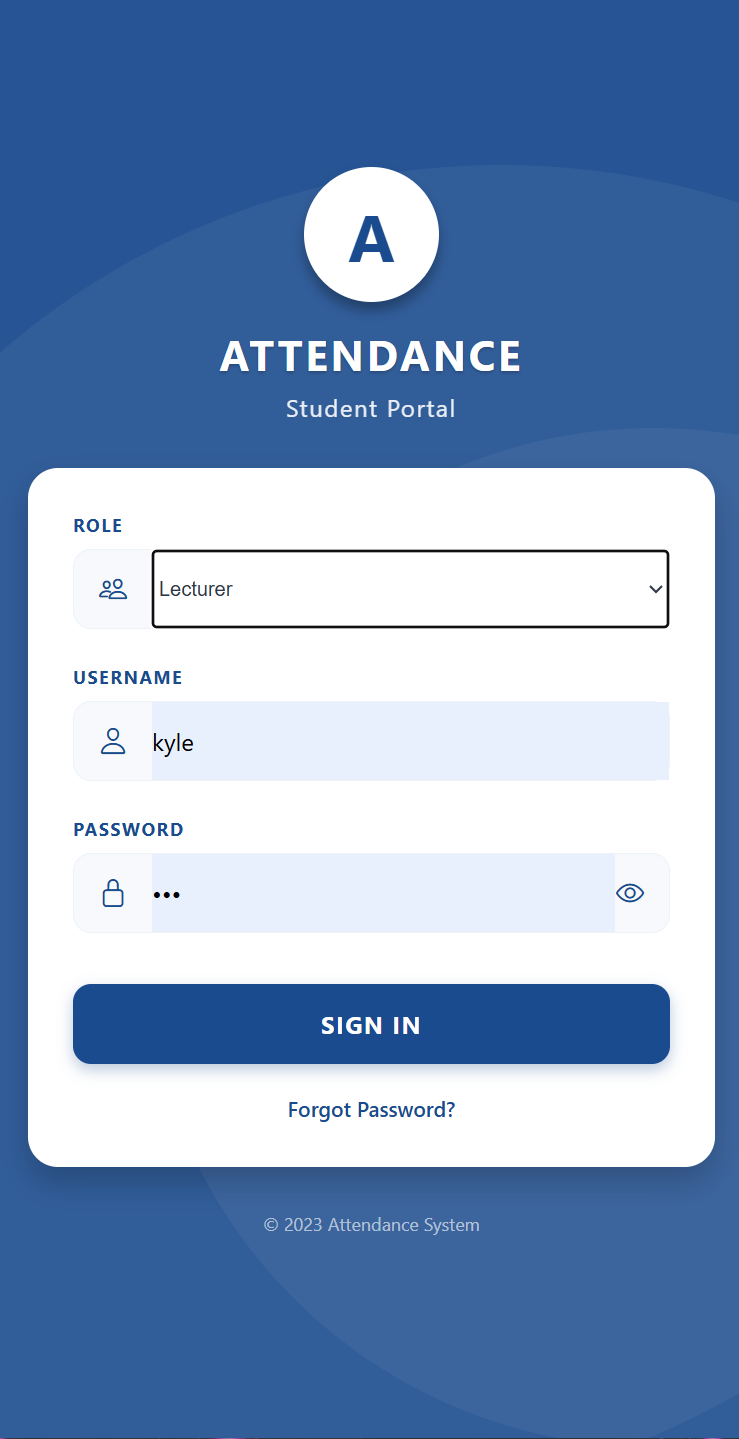 A
ATTENDANCE
Student Portal
ROLE
Lecturer
USERNAME
kyle
PASSWORD
•••
SIGN IN
Forgot Password?
© 2023 Attendance System